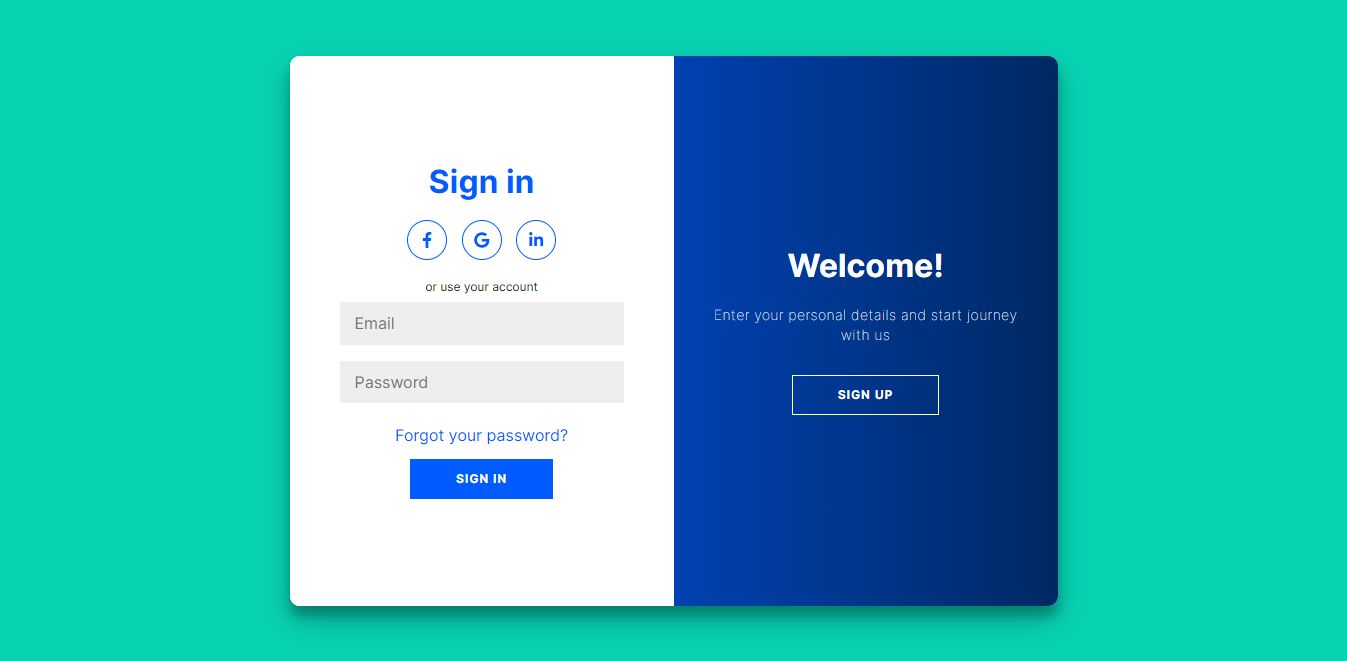 Sign in
or use your account
Email
Password
Forgot your password?
SIGN IN
Welcome!
Enter your personal details and start journey
with us
SIGN UP